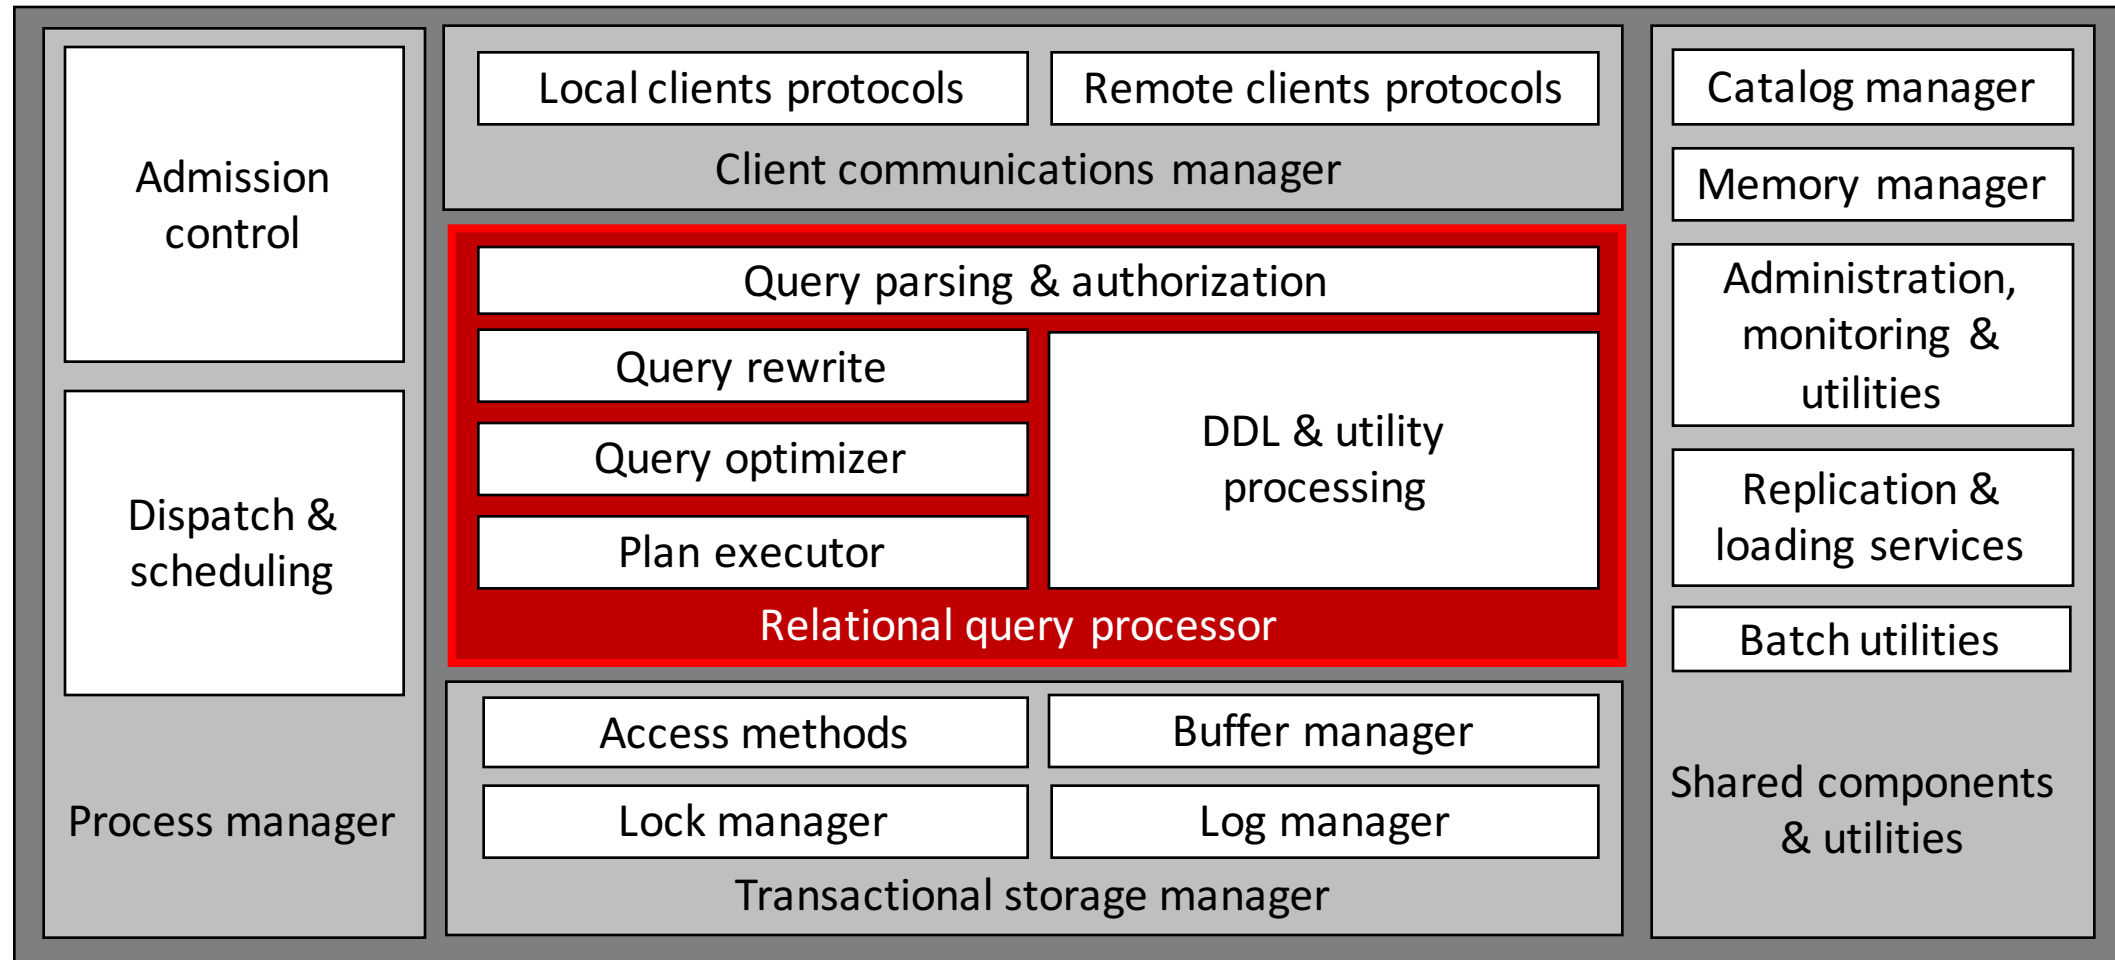 Admission
control
Dispatch &
scheduling
Process manager
Local clients protocols
Remote clients protocols
Client communications manager
Query parsing & authorization
Query rewrite
Query optimizer
Plan executor
DDL & utility
processing
Relational query processor
Access methods
Buffer manager
Lock manager
Log manager
Transactional storage manager
Catalog manager
Memory manager
Administration,
monitoring &
utilities
Replication &
loading services
Batch utilities
Shared components
& utilities